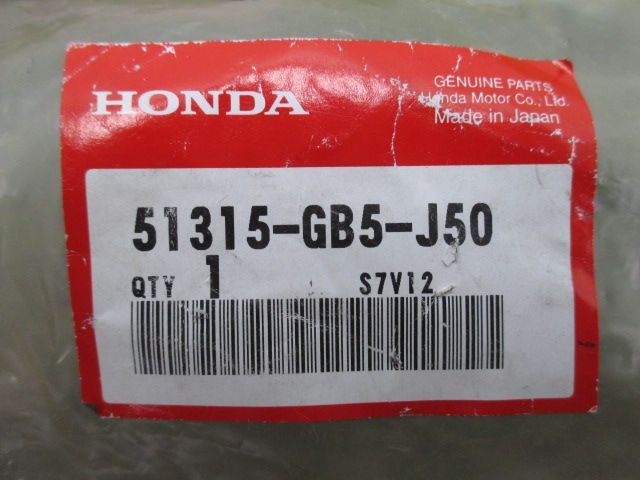 HONDA
GENUINE PARTS
Honda Motor Co., Ltd.
Made in Japan
51315-GB5-J50
QTY 1 S7V12